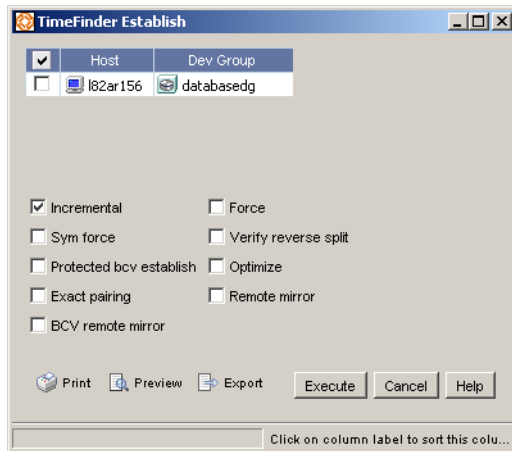 TimeFinder Establish
Host Dev Group
l82ar156 databasedg
Incremental Force
Sym force Verify reverse split
Protected bcv establish Optimize
Exact pairing Remote mirror
BCV remote mirror
Print Preview Export Execute Cancel Help
Click on column label to sort this colu...